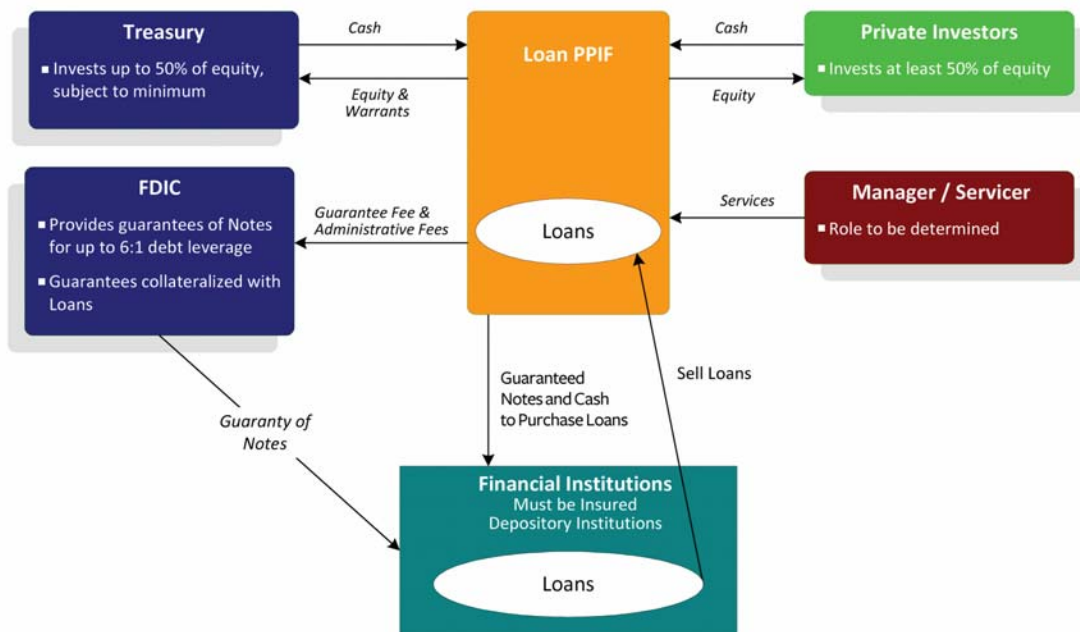 Treasury
▪ Invests up to 50% of equity,
subject to minimum
Cash
Equity &
Warrants
Loan PPIF
Cash
Equity
Private Investors
▪ Invests at least 50% of equity
FDIC
▪ Provides guarantees of Notes
for up to 6:1 debt leverage
▪ Guarantees collateralized with
Loans
Guarantee Fee &
Administrative Fees
Loans
Services
Manager / Servicer
▪ Role to be determined
Guaranty of
Notes
Guaranteed
Notes and Cash
to Purchase Loans
Sell Loans
Financial Institutions
Must be Insured
Depository Institutions
Loans